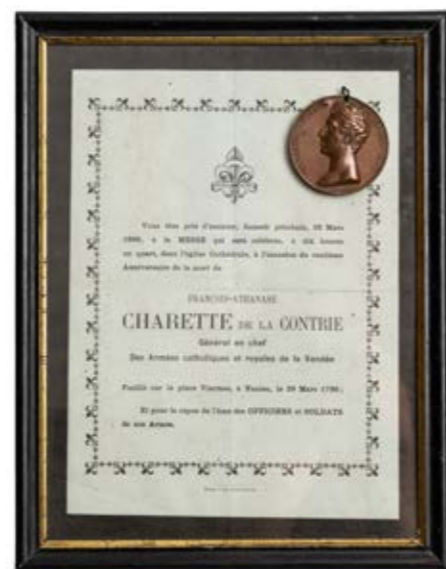 Vous êtes prié d'assister, Samedi prochain, 28 Mars
1896, à la MESSE qui sera célébrée, à dix heures
un quart, dans l'église Cathédrale, à l'occasion du centième
Anniversaire de la mort de
FRANÇOIS-ATHANASE
CHARETTE DE LA CONTRIE
Général en chef
Des Armées catholiques et royales de la Vendée
Fusillé sur la place Viarmes, à Nantes, le 29 Mars 1796;
Et pour le repos de l'âme des OFFICIERS et SOLDATS
de son Armée.